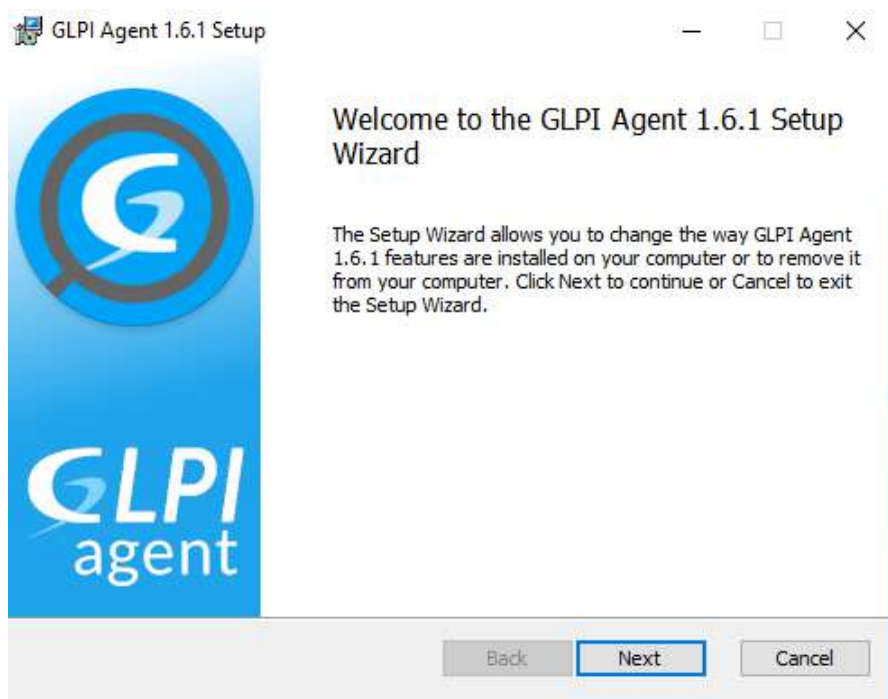 GLPI Agent 1.6.1 Setup
Welcome to the GLPI Agent 1.6.1 Setup
Wizard
The Setup Wizard allows you to change the way GLPI Agent
1.6.1 features are installed on your computer or to remove it
from your computer. Click Next to continue or Cancel to exit
the Setup Wizard.
GLPI
agent
Back Next Cancel